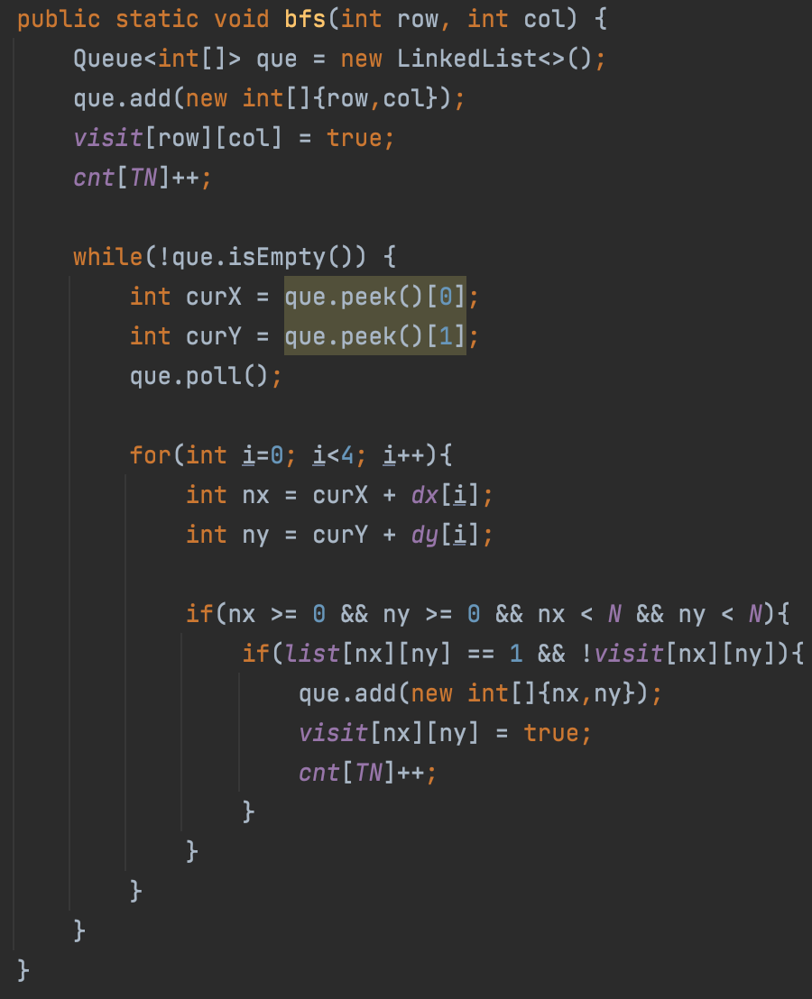 public static void bfs(int row, int col) {
    Queue<int[]> que = new LinkedList<>();
    que.add(new int[]{row,col});
    visit[row][col] = true;
    cnt[TN]++;

    while(!que.isEmpty()) {
        int curX = que.peek()[0];
        int curY = que.peek()[1];
        que.poll();

        for(int i=0; i<4; i++){
            int nx = curX + dx[i];
            int ny = curY + dy[i];

            if(nx >= 0 && ny >= 0 && nx < N && ny < N){
                if(list[nx][ny] == 1 && !visit[nx][ny]){
                    que.add(new int[]{nx,ny});
                    visit[nx][ny] = true;
                    cnt[TN]++;
                }
            }
        }
    }
}